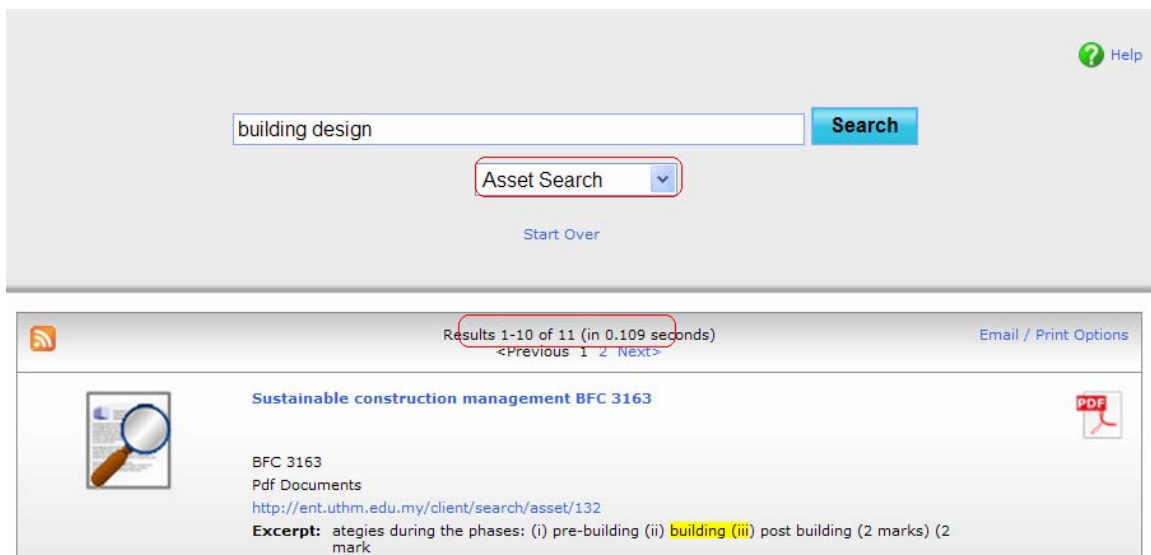 Help
building design
Search
Asset Search
Start Over
Results 1-10 of 11 (in 0.109 seconds)
Email / Print Options
<Previous 1 2 Next>
Sustainable construction management BFC 3163
PDF
BFC 3163
Pdf Documents
http://ent.uthm.edu.my/client/search/asset/132
Excerpt: ategies during the phases: (i) pre-building (ii) building (iii) post building (2 marks) (2
mark